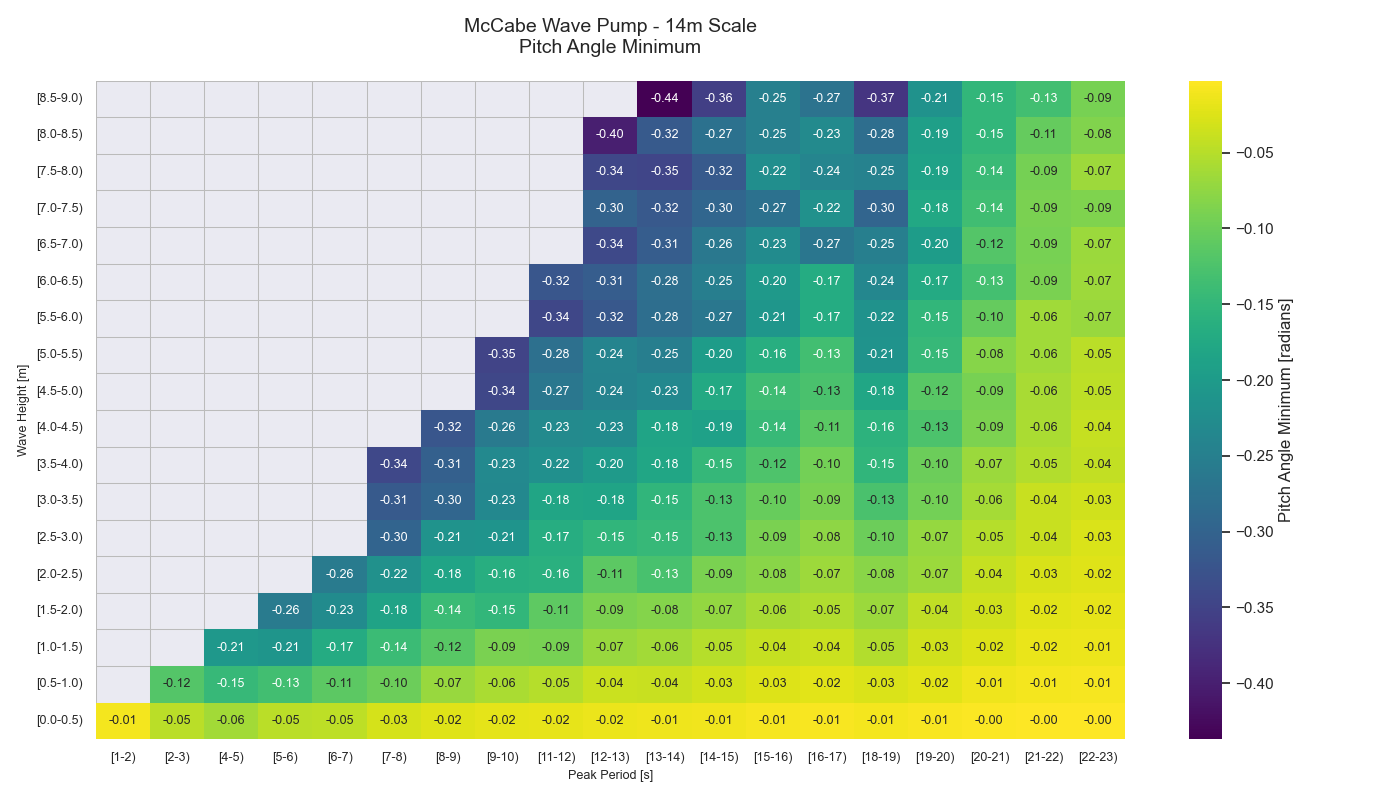 McCabe Wave Pump - 14m Scale
Pitch Angle Minimum
[8.5-9.0) -0.44 -0.36 -0.25 -0.27 -0.37 -0.21 -0.15 -0.13 -0.09
[8.0-8.5) -0.40 -0.32 -0.27 -0.25 -0.23 -0.28 -0.19 -0.15 -0.11 -0.08
[7.5-8.0) -0.34 -0.35 -0.32 -0.22 -0.24 -0.25 -0.19 -0.14 -0.09 -0.07
[7.0-7.5) -0.30 -0.32 -0.30 -0.27 -0.22 -0.30 -0.18 -0.14 -0.09 -0.09
[6.5-7.0) -0.34 -0.31 -0.26 -0.23 -0.27 -0.25 -0.20 -0.12 -0.09 -0.07
[6.0-6.5) -0.32 -0.31 -0.28 -0.25 -0.20 -0.17 -0.24 -0.17 -0.13 -0.09 -0.07
[5.5-6.0) -0.34 -0.32 -0.28 -0.27 -0.21 -0.17 -0.22 -0.15 -0.10 -0.06 -0.07
[5.0-5.5) -0.35 -0.28 -0.24 -0.25 -0.20 -0.16 -0.13 -0.21 -0.15 -0.08 -0.06 -0.05
[4.5-5.0) -0.34 -0.27 -0.24 -0.23 -0.17 -0.14 -0.13 -0.18 -0.12 -0.09 -0.06 -0.05
[4.0-4.5) -0.32 -0.26 -0.23 -0.23 -0.18 -0.19 -0.14 -0.11 -0.16 -0.13 -0.09 -0.06 -0.04
[3.5-4.0) -0.34 -0.31 -0.23 -0.22 -0.20 -0.18 -0.15 -0.12 -0.10 -0.15 -0.10 -0.07 -0.05 -0.04
[3.0-3.5) -0.31 -0.30 -0.23 -0.18 -0.18 -0.15 -0.13 -0.10 -0.09 -0.13 -0.10 -0.06 -0.04 -0.03
[2.5-3.0) -0.30 -0.21 -0.21 -0.17 -0.15 -0.15 -0.13 -0.09 -0.08 -0.10 -0.07 -0.05 -0.04 -0.03
[2.0-2.5) -0.26 -0.22 -0.18 -0.16 -0.16 -0.11 -0.13 -0.09 -0.08 -0.07 -0.08 -0.07 -0.04 -0.03 -0.02
[1.5-2.0) -0.26 -0.23 -0.18 -0.14 -0.15 -0.11 -0.09 -0.08 -0.07 -0.06 -0.05 -0.07 -0.04 -0.03 -0.02 -0.02
[1.0-1.5) -0.21 -0.21 -0.17 -0.14 -0.12 -0.09 -0.09 -0.07 -0.06 -0.05 -0.04 -0.04 -0.05 -0.03 -0.02 -0.02 -0.01
[0.5-1.0) -0.12 -0.15 -0.13 -0.11 -0.10 -0.07 -0.06 -0.05 -0.04 -0.04 -0.03 -0.03 -0.02 -0.03 -0.02 -0.01 -0.01 -0.01
[0.0-0.5) -0.01 -0.05 -0.06 -0.05 -0.05 -0.03 -0.02 -0.02 -0.02 -0.02 -0.01 -0.01 -0.01 -0.01 -0.01 -0.01 -0.00 -0.00 -0.00
[1-2) [2-3) [4-5) [5-6) [6-7) [7-8) [8-9) [9-10) [11-12) [12-13) [13-14) [14-15) [15-16) [16-17) [18-19) [19-20) [20-21) [21-22) [22-23)
Peak Period [s]
Wave Height [m]
−0.05
−0.10
−0.15
−0.20
−0.25
−0.30
−0.35
−0.40
Pitch Angle Minimum [radians]